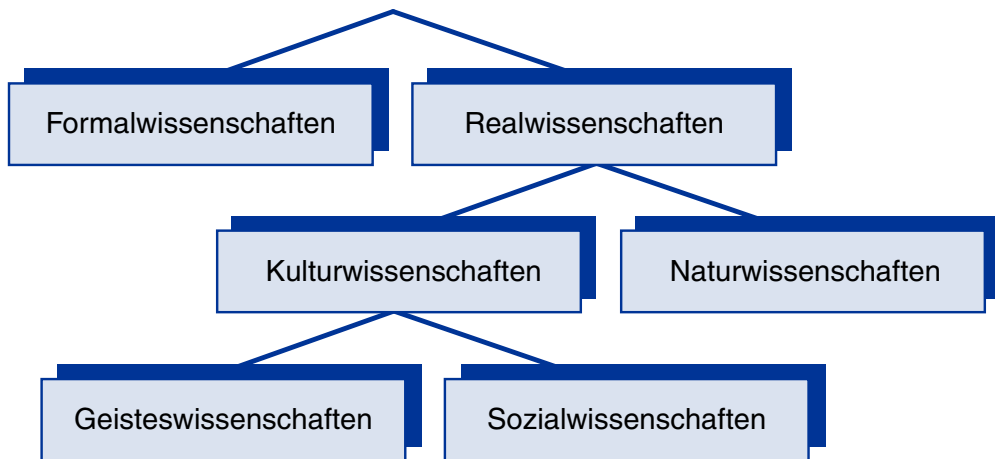 Formalwissenschaften
Realwissenschaften
Kulturwissenschaften
Naturwissenschaften
Geisteswissenschaften
Sozialwissenschaften